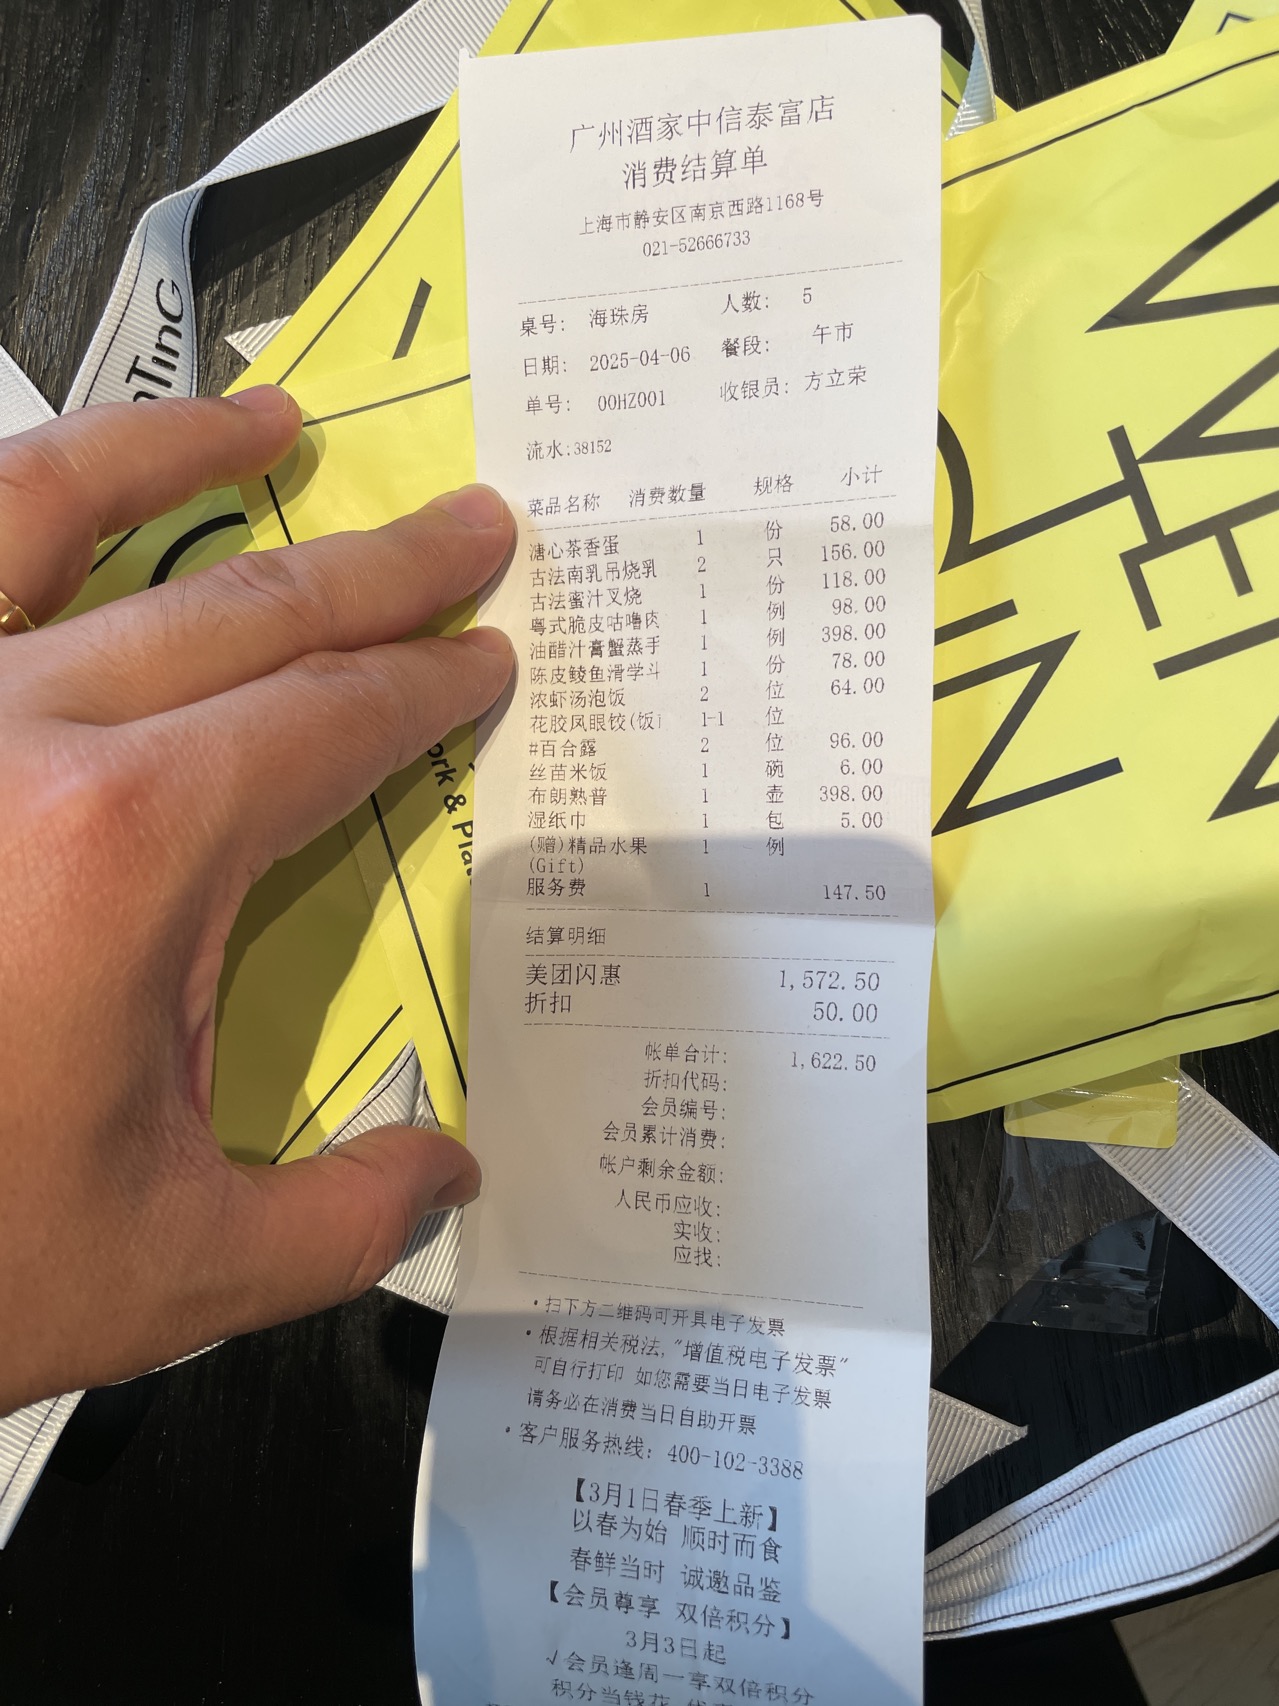 广州酒家中信泰富店
消费结算单
上海市静安区南京西路1168号
021-52666733
桌号: 海珠房 人数: 5
日期: 2025-04-06 餐段: 午市
单号: 00HZ001 收银员: 方立荣
流水:38152
菜品名称 消费数量 规格 小计
溏心茶香蛋 1 份 58.00
古法南乳吊烧乳 2 只 156.00
古法蜜汁叉烧 1 份 118.00
粤式脆皮咕噜肉 1 例 98.00
油醋汁膏蟹蒸手 1 例 398.00
陈皮鲮鱼滑学斗 1 份 78.00
浓虾汤泡饭 2 位 64.00
花胶凤眼饺(饭 1-1 位
#百合露 2 位 96.00
丝苗米饭 1 碗 6.00
布朗熟普 1 壶 398.00
湿纸巾 1 包 5.00
(赠)精品水果 1 例
(Gift)
服务费 1 147.50
结算明细
美团闪惠 1,572.50
折扣 50.00
帐单合计: 1,622.50
折扣代码:
会员编号:
会员累计消费:
帐户剩余金额:
人民币应收:
实收:
应找:
·扫下方二维码可开具电子发票
·根据相关税法,"增值税电子发票"
可自行打印 如您需要当日电子发票
请务必在消费当日自助开票
·客户服务热线: 400-102-3388
【3月1日春季上新】
以春为始 顺时而食
春鲜当时 诚邀品鉴
【会员尊享 双倍积分】
3月3日起
√会员逢周一享双倍积分
积分当钱花